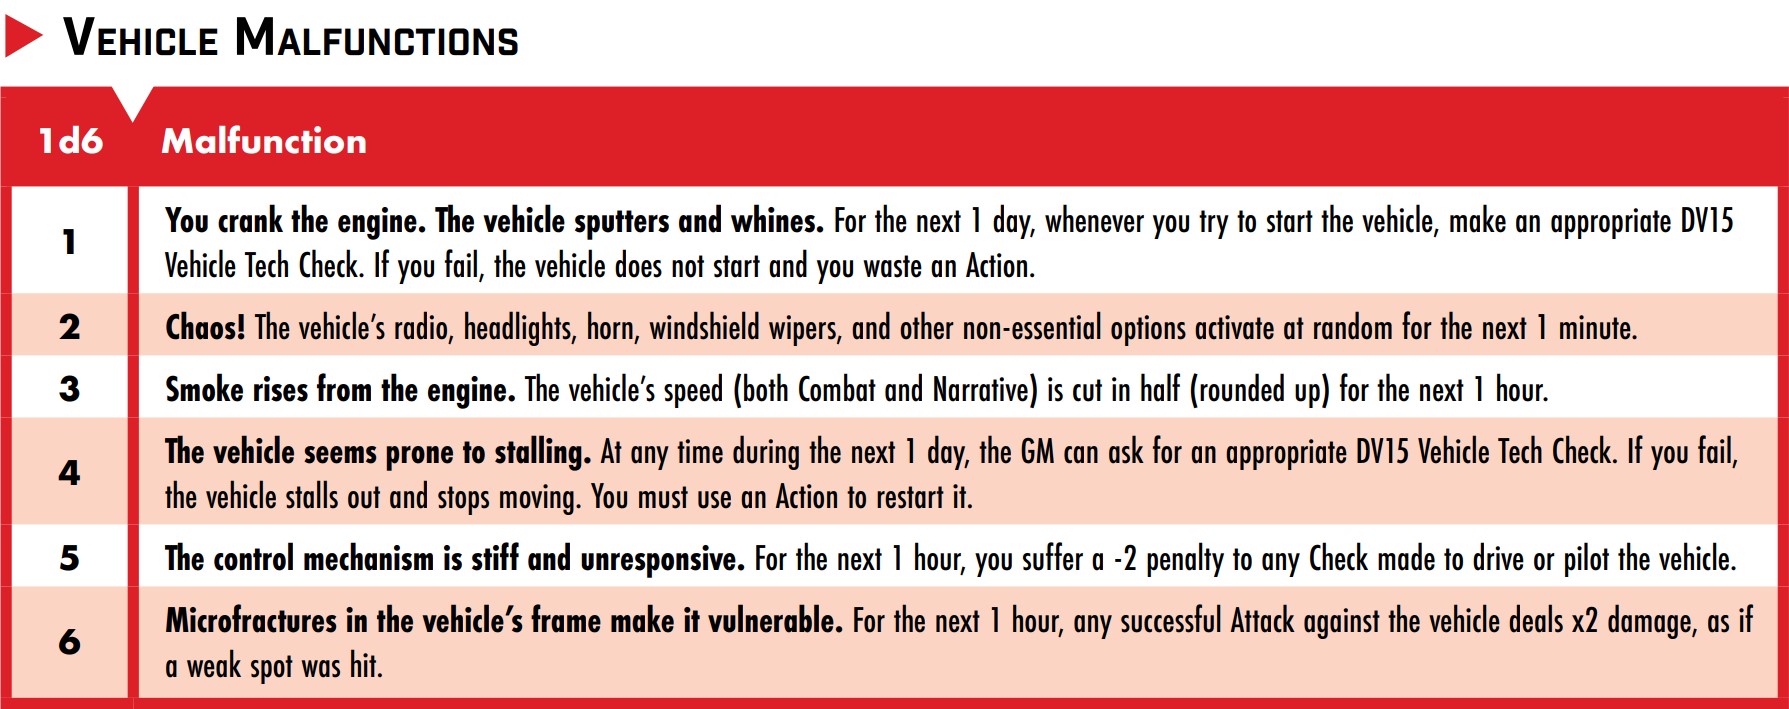 VEHICLE MALFUNCTIONS
1d6 Malfunction
1 You crank the engine. The vehicle sputters and whines. For the next 1 day, whenever you try to start the vehicle, make an appropriate DV15
Vehicle Tech Check. If you fail, the vehicle does not start and you waste an Action.
2 Chaos! The vehicle’s radio, headlights, horn, windshield wipers, and other non-essential options activate at random for the next 1 minute.
3 Smoke rises from the engine. The vehicle’s speed (both Combat and Narrative) is cut in half (rounded up) for the next 1 hour.
4 The vehicle seems prone to stalling. At any time during the next 1 day, the GM can ask for an appropriate DV15 Vehicle Tech Check. If you fail,
the vehicle stalls out and stops moving. You must use an Action to restart it.
5 The control mechanism is stiff and unresponsive. For the next 1 hour, you suffer a -2 penalty to any Check made to drive or pilot the vehicle.
6 Microfractures in the vehicle’s frame make it vulnerable. For the next 1 hour, any successful Attack against the vehicle deals x2 damage, as if
a weak spot was hit.